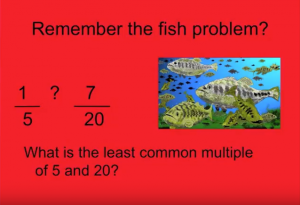 Remember the fish problem?
1 ? 7
5 20
What is the least common multiple
of 5 and 20?